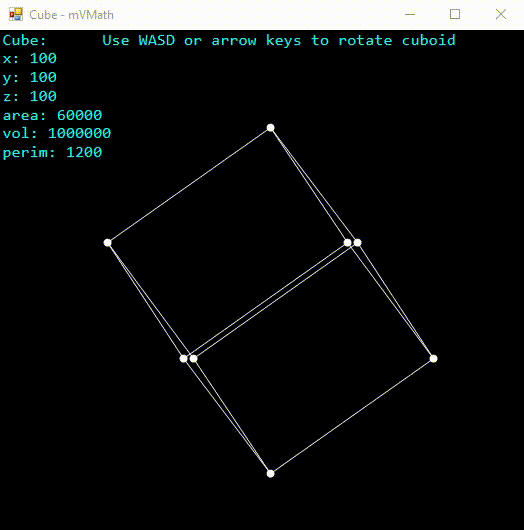 Cube - mVMath
Cube:      Use WASD or arrow keys to rotate cuboid
x: 100
y: 100
z: 100
area: 60000
vol: 1000000
perim: 1200